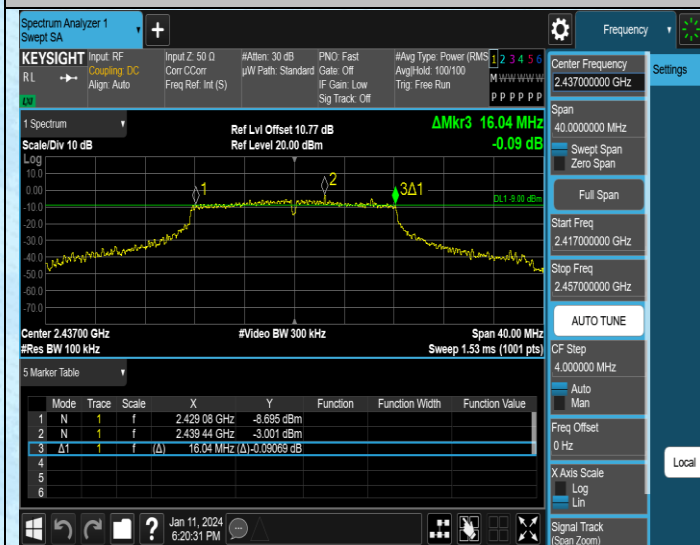 Spectrum Analyzer 1
Swept SA
Frequency
KEYSIGHT
RL
LXI
Input: RF
Coupling: DC
Align: Auto
Input Z: 50 Ω
Corr CCorr
Freq Ref: Int (S)
#Atten: 30 dB
µW Path: Standard
PNO: Fast
Gate: Off
IF Gain: Low
Sig Track: Off
#Avg Type: Power (RMS
Avg|Hold: 100/100
Trig: Free Run
1 2 3 4 5 6
M W W W W W
P P P P P P
Center Frequency
2.437000000 GHz
Settings
Span
40.0000000 MHz
Swept Span
Zero Span
Full Span
Start Freq
2.417000000 GHz
Stop Freq
2.457000000 GHz
AUTO TUNE
CF Step
4.000000 MHz
Auto
Man
Freq Offset
0 Hz
X Axis Scale
Log
Lin
Signal Track
(Span Zoom)
Local
1 Spectrum
Scale/Div 10 dB
Ref Lvl Offset 10.77 dB
Ref Level 20.00 dBm
ΔMkr3 16.04 MHz
-0.09 dB
Log
10.0
0.00
-10.0
-20.0
-30.0
-40.0
-50.0
-60.0
-70.0
1
2
3Δ1
DL1 -9.00 dBm
Center 2.43700 GHz
#Res BW 100 kHz
#Video BW 300 kHz
Span 40.00 MHz
Sweep 1.53 ms (1001 pts)
5 Marker Table
Mode Trace Scale X Y Function Function Width Function Value
1 N 1 f 2.429 08 GHz -8.695 dBm
2 N 1 f 2.439 44 GHz -3.001 dBm
3 Δ1 1 f (Δ) 16.04 MHz (Δ) -0.09069 dB
4
5
6
Jan 11, 2024
6:20:31 PM